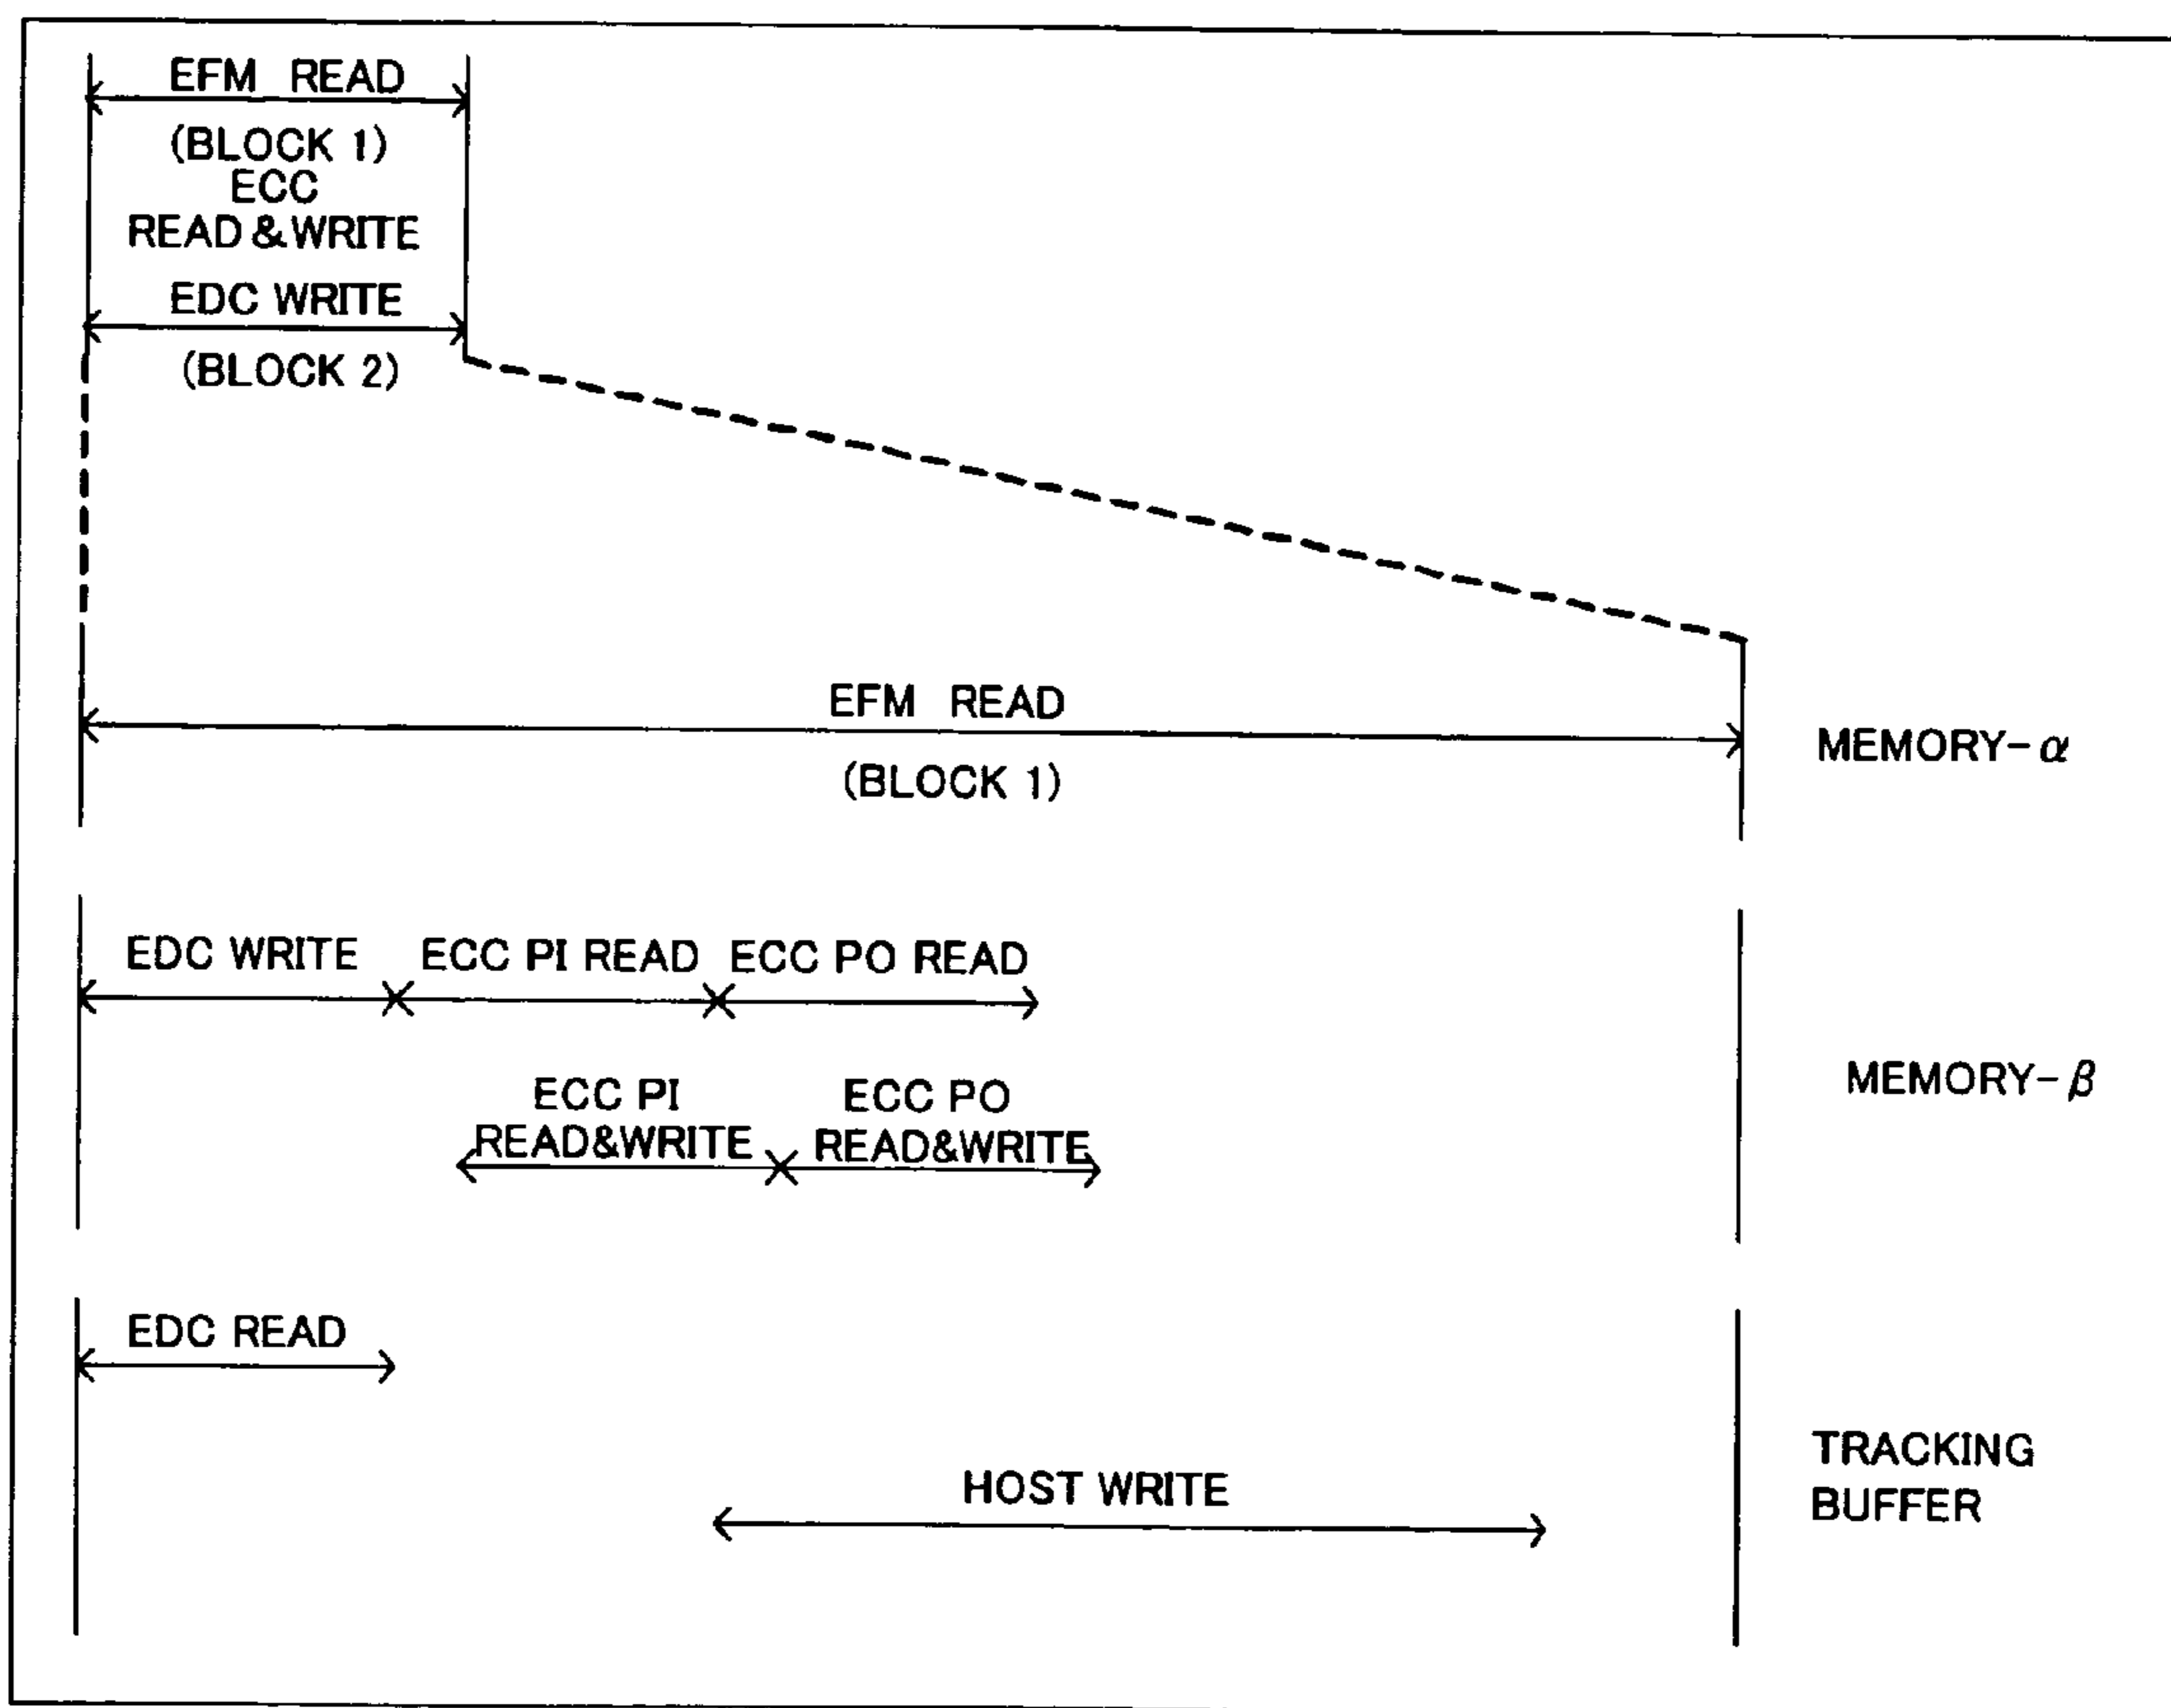 EFM READ
(BLOCK 1)
ECC
READ & WRITE
EDC WRITE
(BLOCK 2)
EFM READ
(BLOCK 1)
MEMORY-α
EDC WRITE
ECC PI READ
ECC PO READ
ECC PI
READ&WRITE
ECC PO
READ&WRITE
MEMORY-β
EDC READ
HOST WRITE
TRACKING
BUFFER